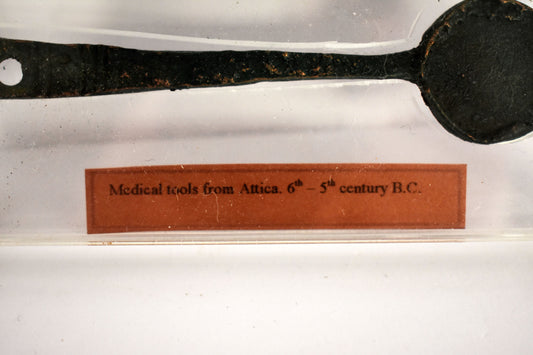 Medical tools from Attica. 6th – 5th century B.C.